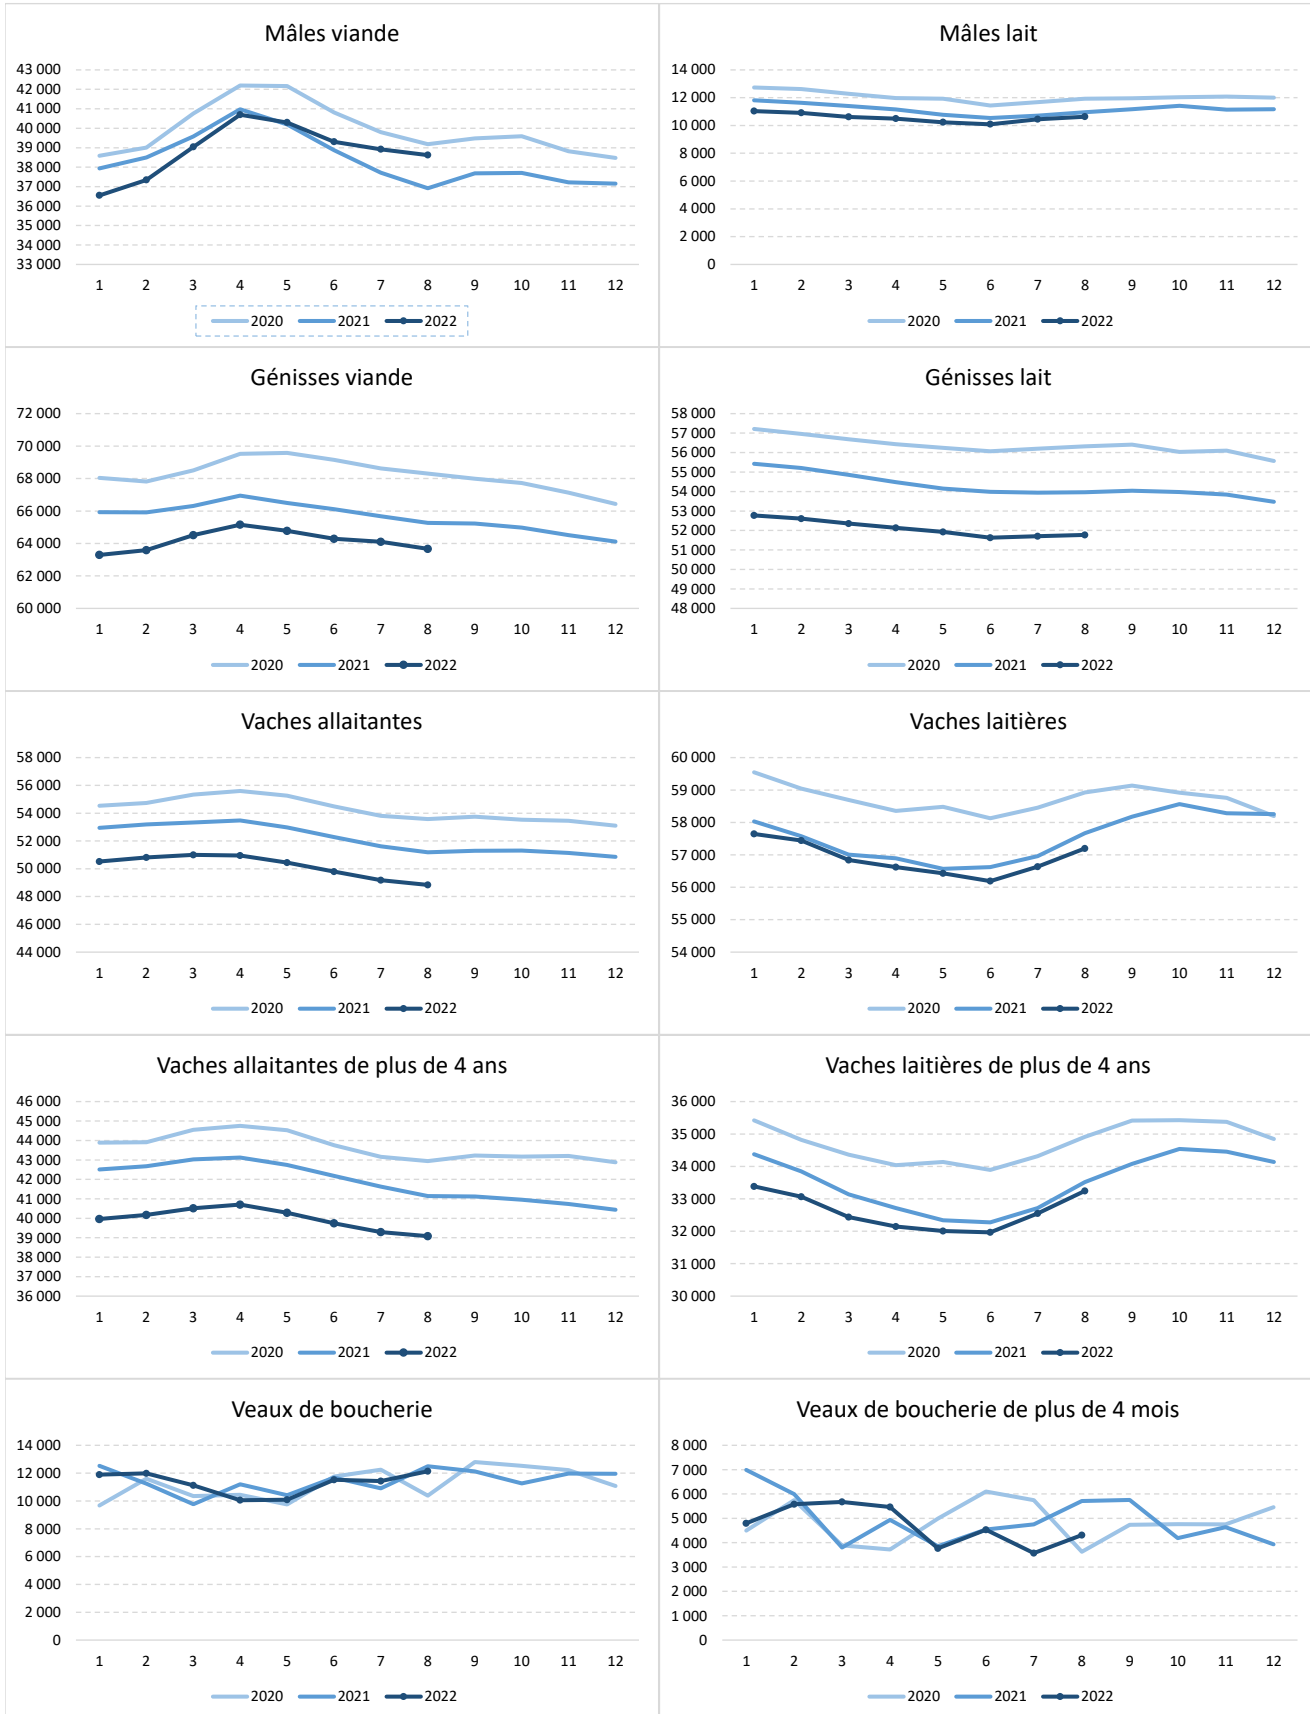 Mâles viande
43 000
42 000
41 000
40 000
39 000
38 000
37 000
36 000
35 000
34 000
33 000
1 2 3 4 5 6 7 8 9 10 11 12
2020 2021 2022
Mâles lait
14 000
12 000
10 000
8 000
6 000
4 000
2 000
0
1 2 3 4 5 6 7 8 9 10 11 12
2020 2021 2022
Génisses viande
72 000
70 000
68 000
66 000
64 000
62 000
60 000
1 2 3 4 5 6 7 8 9 10 11 12
2020 2021 2022
Génisses lait
58 000
57 000
56 000
55 000
54 000
53 000
52 000
51 000
50 000
49 000
48 000
1 2 3 4 5 6 7 8 9 10 11 12
2020 2021 2022
Vaches allaitantes
58 000
56 000
54 000
52 000
50 000
48 000
46 000
44 000
1 2 3 4 5 6 7 8 9 10 11 12
2020 2021 2022
Vaches laitières
60 000
59 000
58 000
57 000
56 000
55 000
54 000
1 2 3 4 5 6 7 8 9 10 11 12
2020 2021 2022
Vaches allaitantes de plus de 4 ans
46 000
45 000
44 000
43 000
42 000
41 000
40 000
39 000
38 000
37 000
36 000
1 2 3 4 5 6 7 8 9 10 11 12
2020 2021 2022
Vaches laitières de plus de 4 ans
36 000
35 000
34 000
33 000
32 000
31 000
30 000
1 2 3 4 5 6 7 8 9 10 11 12
2020 2021 2022
Veaux de boucherie
14 000
12 000
10 000
8 000
6 000
4 000
2 000
0
1 2 3 4 5 6 7 8 9 10 11 12
2020 2021 2022
Veaux de boucherie de plus de 4 mois
8 000
7 000
6 000
5 000
4 000
3 000
2 000
1 000
0
1 2 3 4 5 6 7 8 9 10 11 12
2020 2021 2022